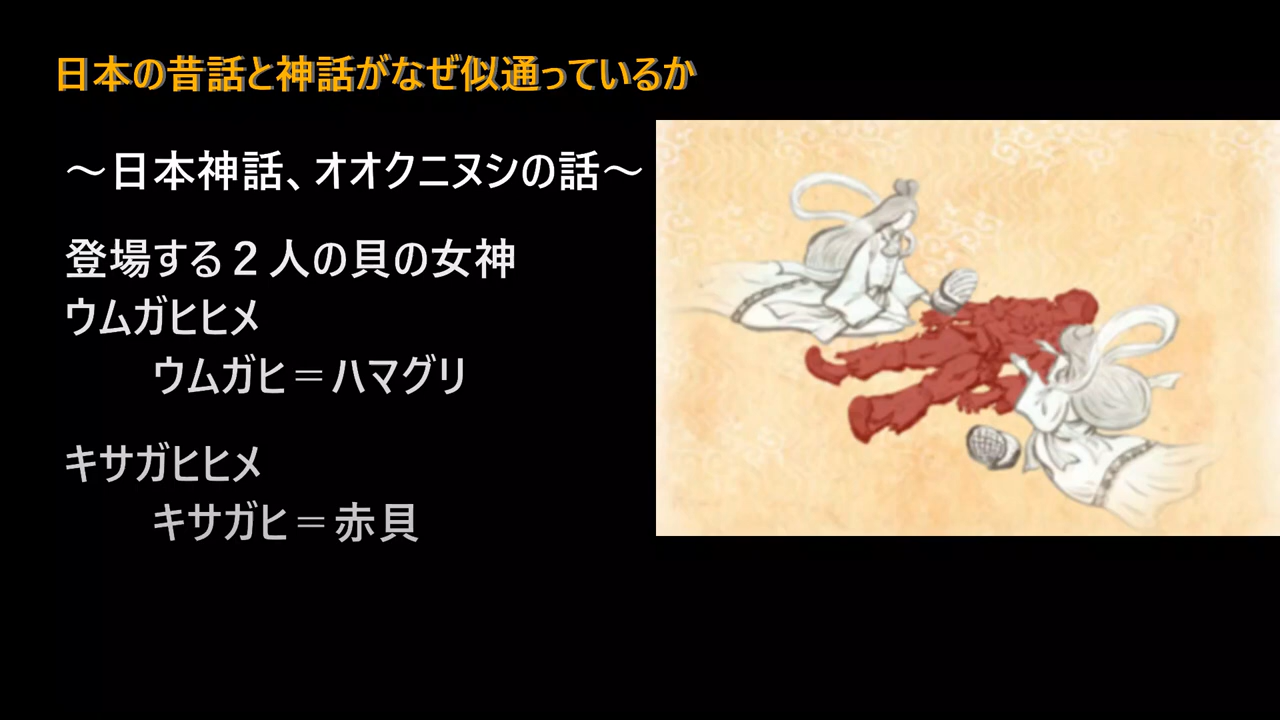 日本の昔話と神話がなぜ似通っているか
～日本神話、オオクニヌシの話～
登場する２人の貝の女神
ウムガヒヒメ
ウムガヒ＝ハマグリ
キサガヒヒメ
キサガヒ＝赤貝